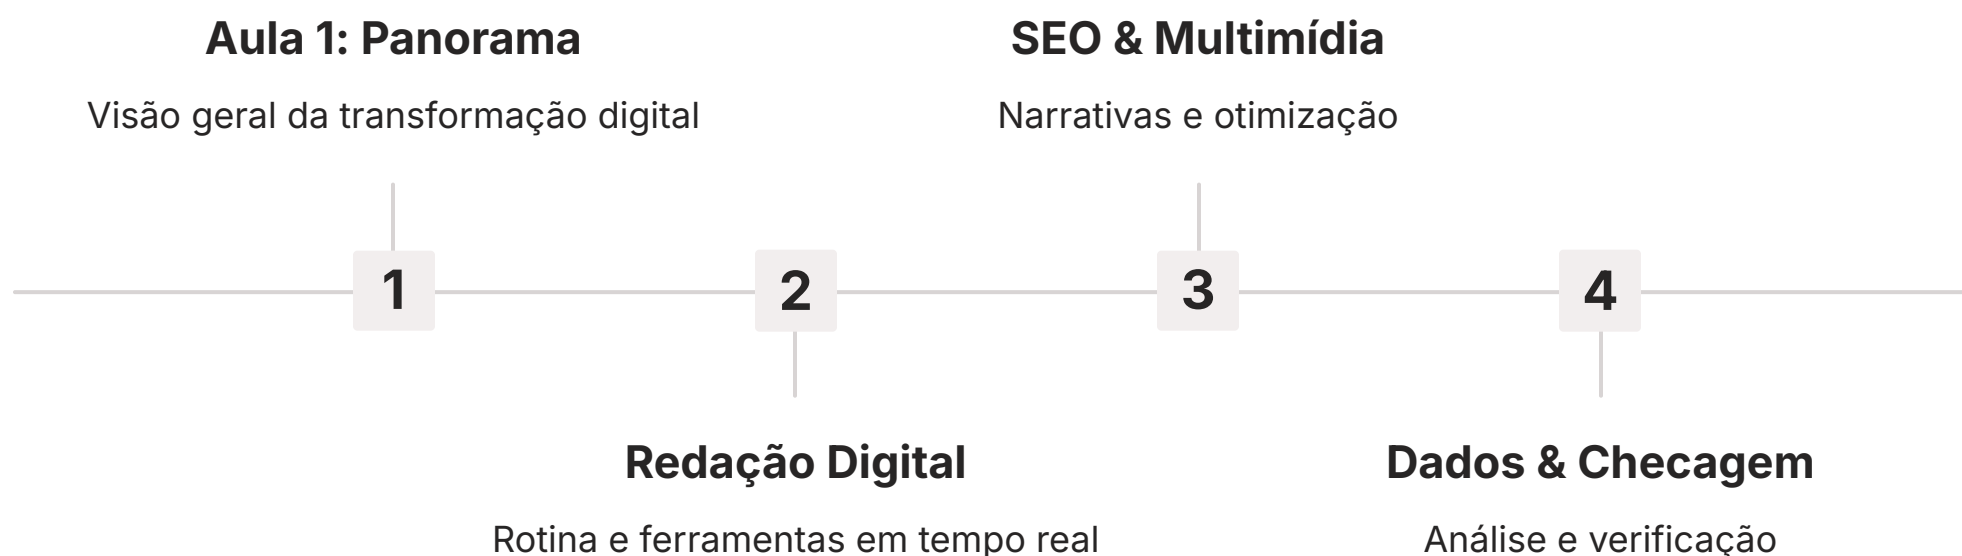 Aula 1: Panorama
Visão geral da transformação digital
SEO & Multimídia
Narrativas e otimização
1
2
3
4
Redação Digital
Rotina e ferramentas em tempo real
Dados & Checagem
Análise e verificação